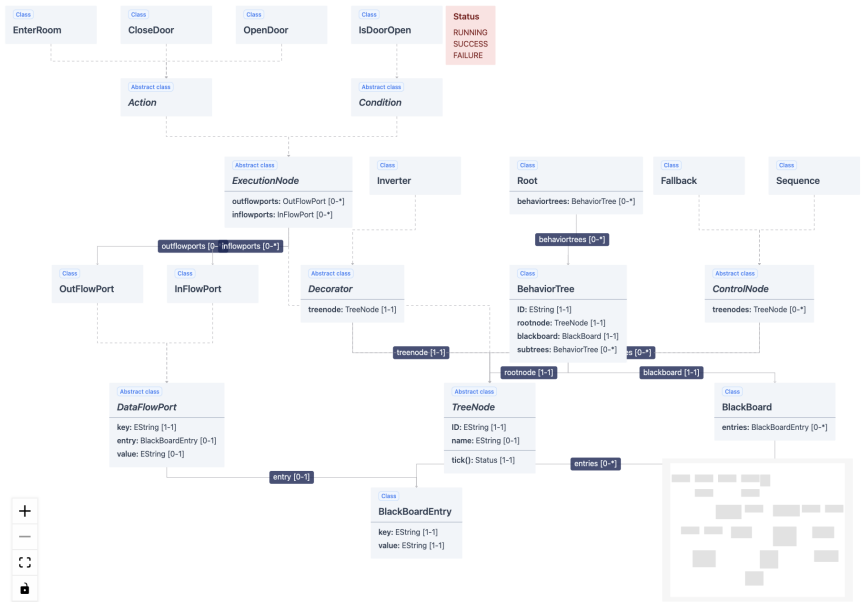 Class
EnterRoom
Class
CloseDoor
Class
OpenDoor
Class
IsDoorOpen
Status
RUNNING
SUCCESS
FAILURE
Abstract class
Action
Abstract class
Condition
Abstract class
ExecutionNode
outflowports: OutFlowPort [0-*]
inflowports: InFlowPort [0-*]
Class
Inverter
Class
Root
behaviortrees: BehaviorTree [0-*]
Class
Fallback
Class
Sequence
outflowports [0-
inflowports [0-*]
behaviortrees [0-*]
Class
OutFlowPort
Class
InFlowPort
Abstract class
Decorator
treenode: TreeNode [1-1]
Class
BehaviorTree
ID: EString [1-1]
rootnode: TreeNode [1-1]
blackboard: BlackBoard [1-1]
subtrees: BehaviorTree [0-*]
Abstract class
ControlNode
treenodes: TreeNode [0-*]
treenode [1-1]
es [0-*]
rootnode [1-1]
blackboard [1-1]
Abstract class
DataFlowPort
key: EString [1-1]
entry: BlackBoardEntry [0-1]
value: EString [0-1]
Abstract class
TreeNode
ID: EString [1-1]
name: EString [0-1]
tick(): Status [1-1]
Class
BlackBoard
entries: BlackBoardEntry [0-*]
entry [0-1]
entries [0-*]
Class
BlackBoardEntry
key: EString [1-1]
value: EString [1-1]